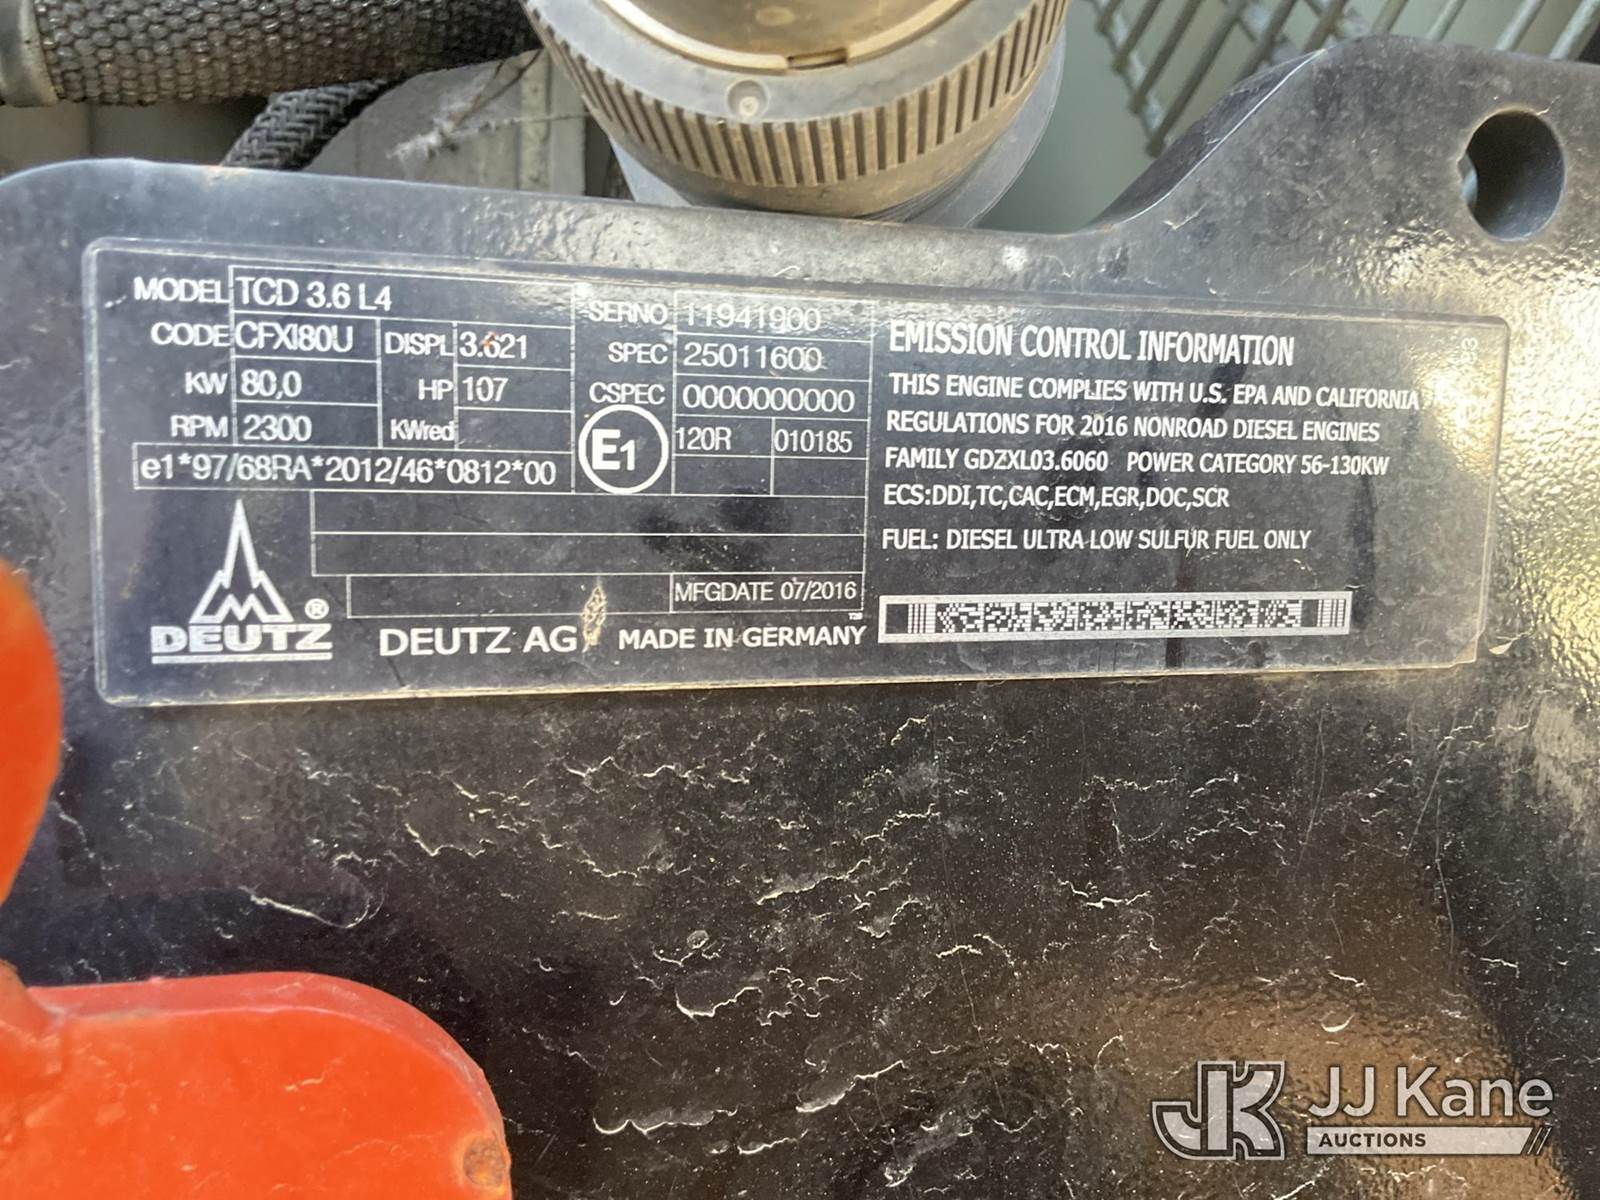 MODEL TCD 3.6 L4
CODE CFXI80U DISPL 3.621
KW 80,0 HP 107
RPM 2300 KWred
e1*97/68RA*2012/46*0812*00
SERNO 11941900
SPEC 25011600
CSPEC 0000000000
E1 120R 010185
MFGDATE 07/2016
DEUTZ ® DEUTZ AG MADE IN GERMANY ™
EMISSION CONTROL INFORMATION
THIS ENGINE COMPLIES WITH U.S. EPA AND CALIFORNIA
REGULATIONS FOR 2016 NONROAD DIESEL ENGINES
FAMILY GDZXL03.6060 POWER CATEGORY 56-130KW
ECS:DDI,TC,CAC,ECM,EGR,DOC,SCR
FUEL: DIESEL ULTRA LOW SULFUR FUEL ONLY
JK JJ Kane
AUCTIONS